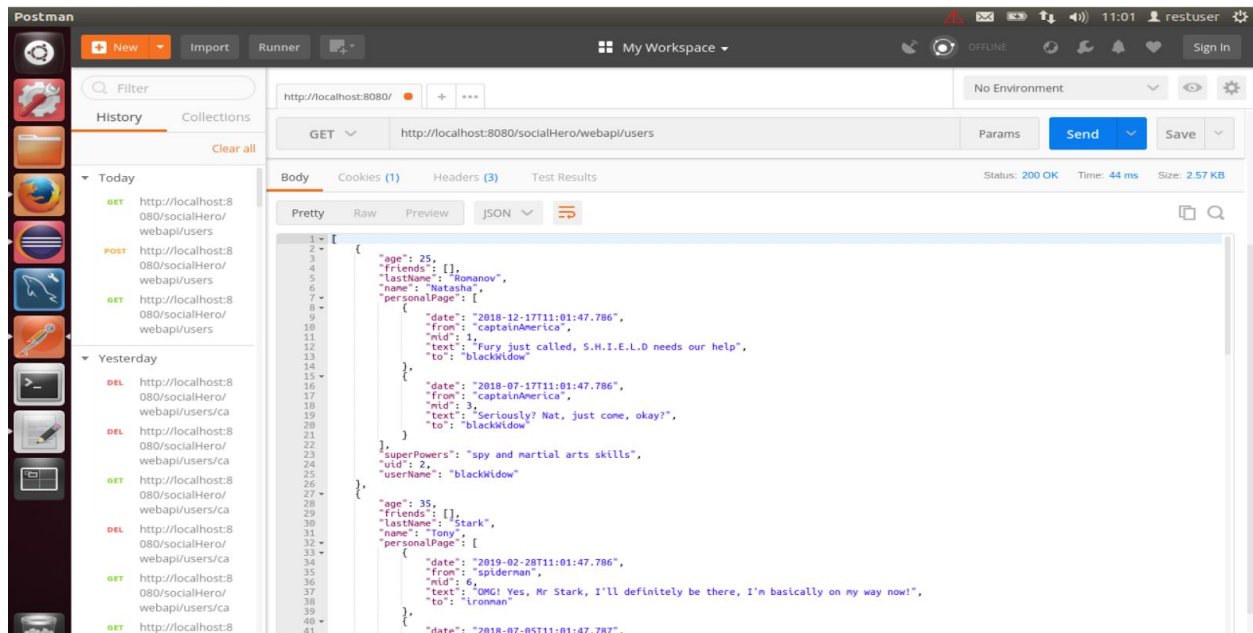 Postman
11:01 restuser
New Import Runner
My Workspace
OFFLINE
Sign In
Filter
History Collections
Clear all
Today
GET http://localhost:8
080/socialHero/
webapi/users
POST http://localhost:8
080/socialHero/
webapi/users
GET http://localhost:8
080/socialHero/
webapi/users
Yesterday
DEL http://localhost:8
080/socialHero/
webapi/users/ca
DEL http://localhost:8
080/socialHero/
webapi/users/ca
GET http://localhost:8
080/socialHero/
webapi/users/ca
DEL http://localhost:8
080/socialHero/
webapi/users/ca
GET http://localhost:8
080/socialHero/
webapi/users/ca
GET http://localhost:8
http://localhost:8080/
No Environment
GET http://localhost:8080/socialHero/webapi/users Params Send Save
Body Cookies (1) Headers (3) Test Results Status: 200 OK Time: 44 ms Size: 2.57 KB
Pretty Raw Preview JSON
1 [
2 {
3 "age": 25,
4 "friends": [],
5 "lastName": "Romanov",
6 "name": "Natasha",
7 "personalPage": [
8 {
9 "date": "2018-12-17T11:01:47.786",
10 "from": "captainAmerica",
11 "mid": 1,
12 "text": "Fury just called, S.H.I.E.L.D needs our help",
13 "to": "blackWidow"
14 },
15 {
16 "date": "2018-07-17T11:01:47.786",
17 "from": "captainAmerica",
18 "mid": 3,
19 "text": "Seriously? Nat, just come, okay?",
20 "to": "blackWidow"
21 }
22 ],
23 "superPowers": "spy and martial arts skills",
24 "uid": 2,
25 "userName": "blackWidow"
26 },
27 {
28 "age": 35,
29 "friends": [],
30 "lastName": "Stark",
31 "name": "Tony",
32 "personalPage": [
33 {
34 "date": "2019-02-28T11:01:47.786",
35 "from": "spiderman",
36 "mid": 6,
37 "text": "OMG! Yes, Mr Stark, I'll definitely be there, I'm basically on my way now!",
38 "to": "ironman"
39 },
40 {
41 "date": "2018-07-05T11:01:47.787",